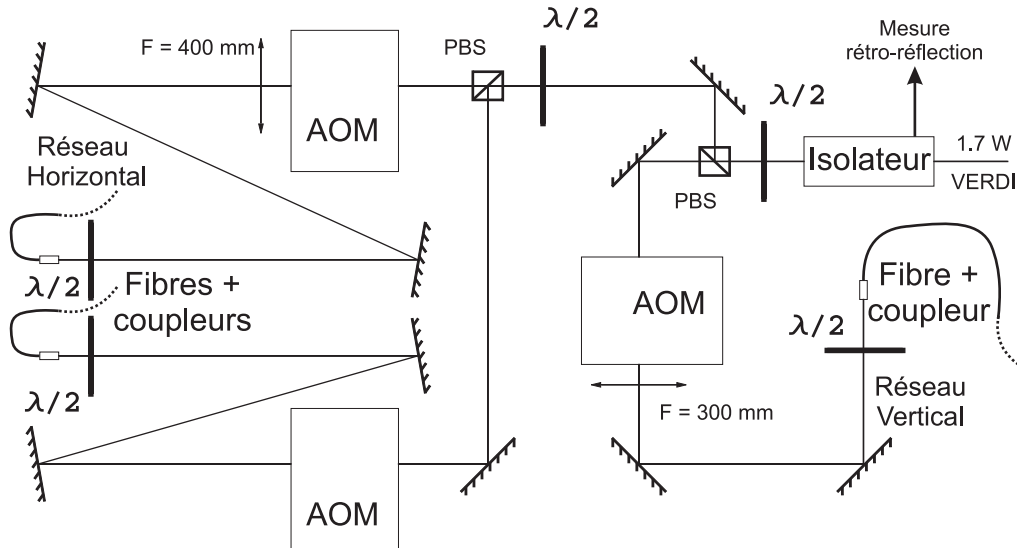 λ/2
Mesure
rétro-réflection
F = 400 mm
PBS
AOM
λ/2
Isolateur
1.7 W
VERDI
Réseau
Horizontal
PBS
λ/2
Fibres +
coupleurs
AOM
Fibre +
coupleur
λ/2
λ/2
F = 300 mm
Réseau
Vertical
AOM